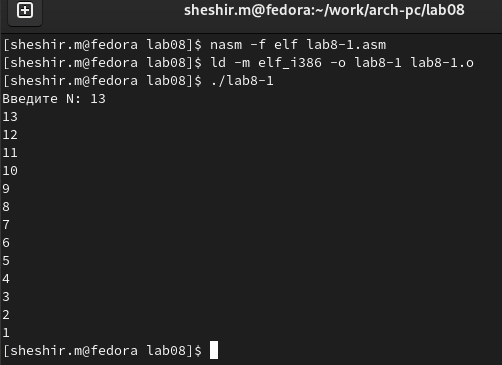 sheshir.m@fedora:~/work/arch-pc/lab08
[sheshir.m@fedora lab08]$ nasm -f elf lab8-1.asm
[sheshir.m@fedora lab08]$ ld -m elf_i386 -o lab8-1 lab8-1.o
[sheshir.m@fedora lab08]$ ./lab8-1
Введите N: 13
13
12
11
10
9
8
7
6
5
4
3
2
1
[sheshir.m@fedora lab08]$